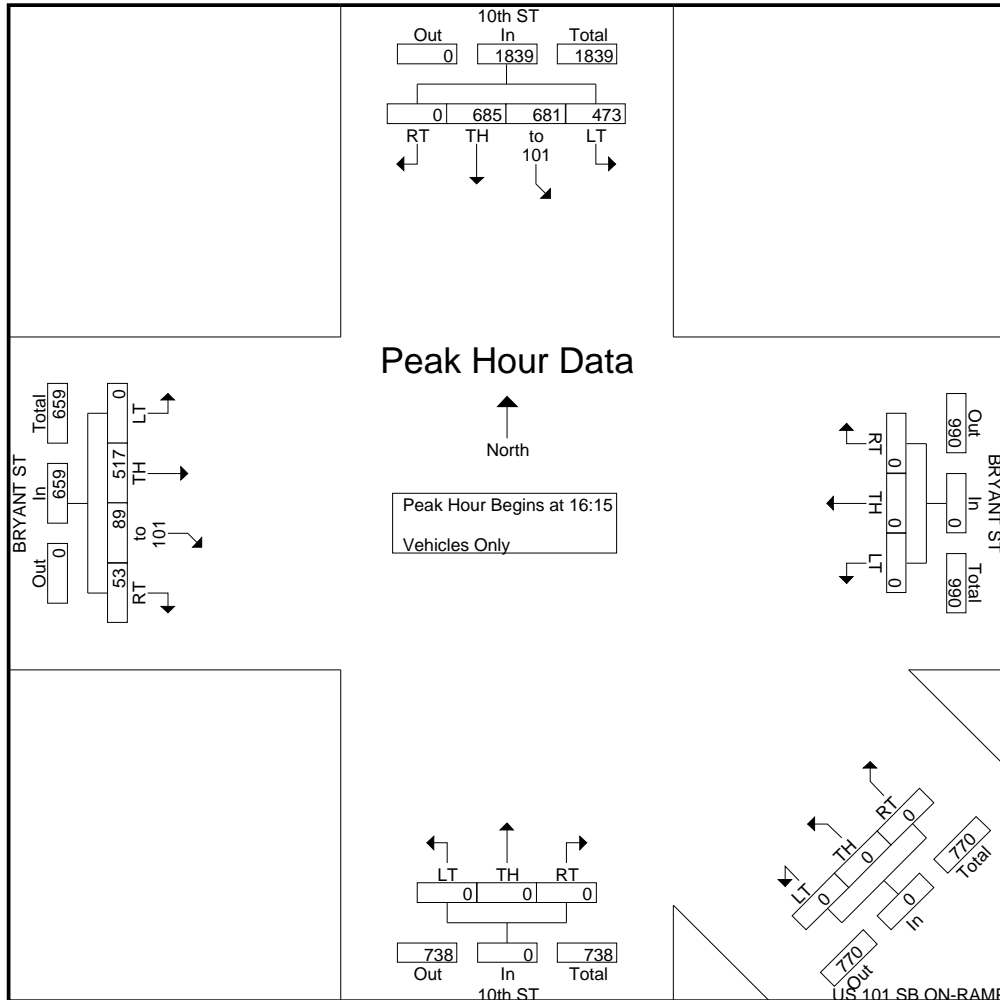 10th ST
Out In Total
0 1839 1839
0 685 681 473
RT TH to 101 LT
Peak Hour Data
North
Peak Hour Begins at 16:15
Vehicles Only
BRYANT ST
Out In Total
0 659 659
RT to 101 TH LT
53 89 517 0
BRYANT ST
Out In Total
990 0 990
RT TH LT
0 0 0
LT TH RT
0 0 0
738 0 738
Out In Total
10th ST
LT TH RT
0 0 0
770 0 770
Out In Total
US 101 SB ON-RAMP